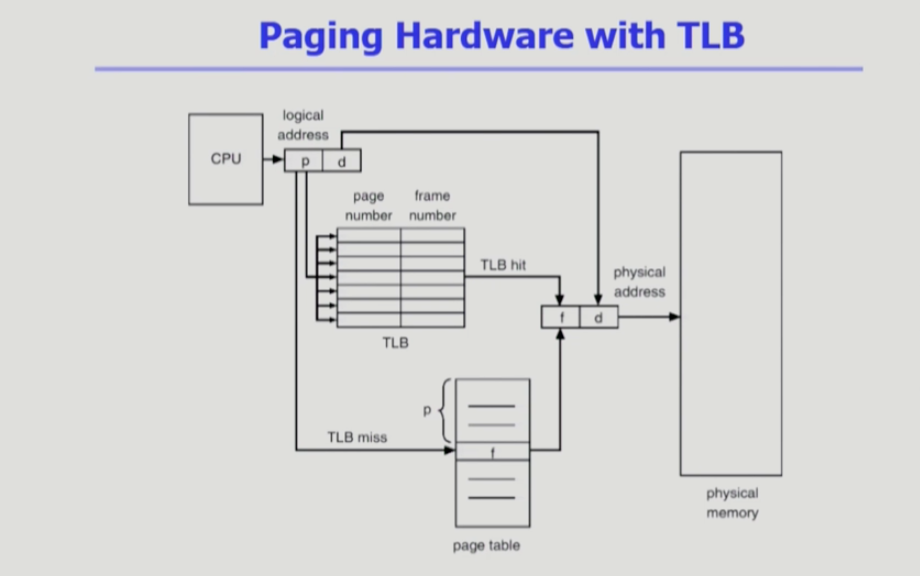 Paging Hardware with TLB
logical
address
CPU
p d
page frame
number number
TLB hit
physical
address
f d
TLB
p
TLB miss
f
page table
physical
memory